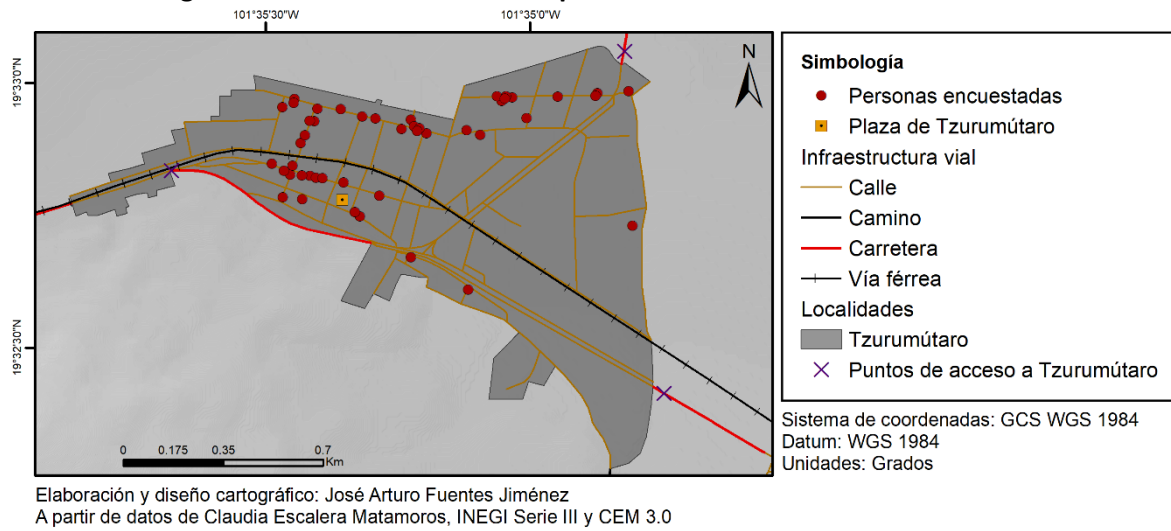 101°35'30"W
101°35'0"W
19°33'0"N
19°32'30"N
N
0 0.175 0.35 0.7
Km
Simbología
Personas encuestadas
Plaza de Tzurumútaro
Infraestructura vial
Calle
Camino
Carretera
Vía férrea
Localidades
Tzurumútaro
Puntos de acceso a Tzurumútaro
Sistema de coordenadas: GCS WGS 1984
Datum: WGS 1984
Unidades: Grados
Elaboración y diseño cartográfico: José Arturo Fuentes Jiménez
A partir de datos de Claudia Escalera Matamoros, INEGI Serie III y CEM 3.0